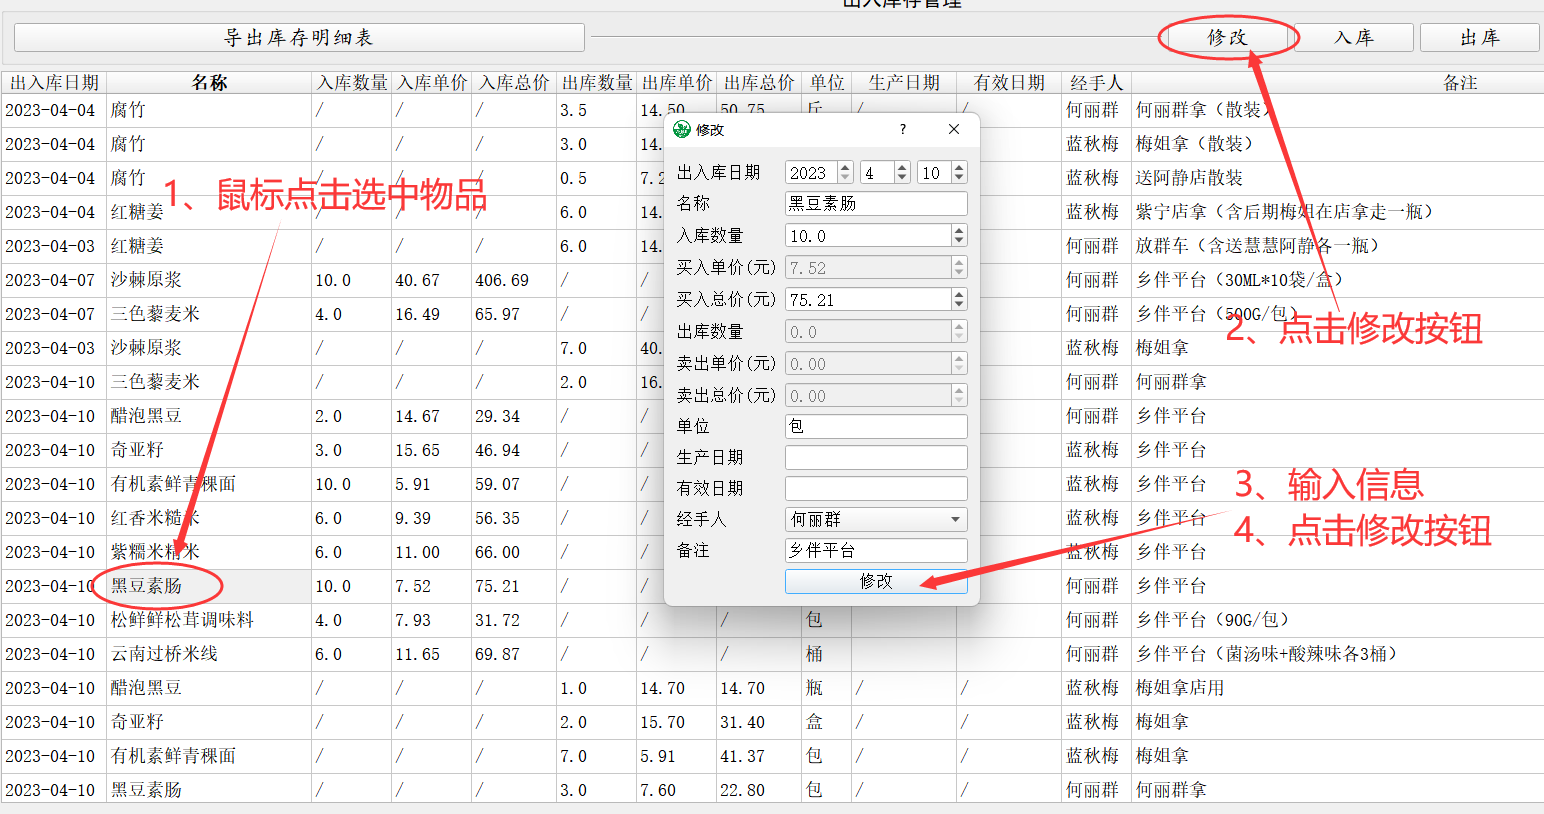 出入库存管理
导出库存明细表 修改 入库 出库
出入库日期 名称 入库数量 入库单价 入库总价 出库数量 出库单价 出库总价 单位 生产日期 有效日期 经手人 备注
2023-04-04 腐竹 / / / 3.5 14.50 50.75 斤 / / 何丽群 何丽群拿（散装）
2023-04-04 腐竹 / / / 3.0 14. 蓝秋梅 梅姐拿（散装）
2023-04-04 腐竹 / / 0.5 7.2 蓝秋梅 送阿静店散装
1、鼠标点击选中物品
2023-04-04 红糖姜 / / / 6.0 14. 蓝秋梅 紫宁店拿（含后期梅姐在店拿走一瓶）
2023-04-03 红糖姜 / / / 6.0 14. 何丽群 放群车（含送慧慧阿静各一瓶）
2023-04-07 沙棘原浆 10.0 40.67 406.69 / / 何丽群 乡伴平台（30ML*10袋/盒）
2023-04-07 三色藜麦米 4.0 16.49 65.97 / / 何丽群 乡伴平台（500G/包）
2、点击修改按钮
2023-04-03 沙棘原浆 / / / 7.0 40. 蓝秋梅 梅姐拿
2023-04-10 三色藜麦米 / / / 2.0 16. 何丽群 何丽群拿
2023-04-10 醋泡黑豆 2.0 14.67 29.34 / / 何丽群 乡伴平台
2023-04-10 奇亚籽 3.0 15.65 46.94 / / 蓝秋梅 乡伴平台
2023-04-10 有机素鲜青稞面 10.0 5.91 59.07 / / 蓝秋梅 乡伴平台
3、输入信息
2023-04-10 红香米糙米 6.0 9.39 56.35 / / 蓝秋梅 乡伴平台
4、点击修改按钮
2023-04-10 紫糯米糯米 6.0 11.00 66.00 / / 蓝秋梅 乡伴平台
2023-04-10 黑豆素肠 10.0 7.52 75.21 / / 何丽群 乡伴平台
2023-04-10 松鲜鲜松茸调味料 4.0 7.93 31.72 / / / 包 何丽群 乡伴平台（90G/包）
2023-04-10 云南过桥米线 6.0 11.65 69.87 / / / 桶 何丽群 乡伴平台（菌汤味+酸辣味各3桶）
2023-04-10 醋泡黑豆 / / / 1.0 14.70 14.70 瓶 / / 蓝秋梅 梅姐拿店用
2023-04-10 奇亚籽 / / / 2.0 15.70 31.40 盒 / / 蓝秋梅 梅姐拿
2023-04-10 有机素鲜青稞面 / / / 7.0 5.91 41.37 包 / / 蓝秋梅 梅姐拿
2023-04-10 黑豆素肠 / / / 3.0 7.60 22.80 包 / / 何丽群 何丽群拿
修改 ?
出入库日期 2023 4 10
名称 黑豆素肠
入库数量 10.0
买入单价(元) 7.52
买入总价(元) 75.21
出库数量 0.0
卖出单价(元) 0.00
卖出总价(元) 0.00
单位 包
生产日期
有效日期
经手人 何丽群
备注 乡伴平台
修改